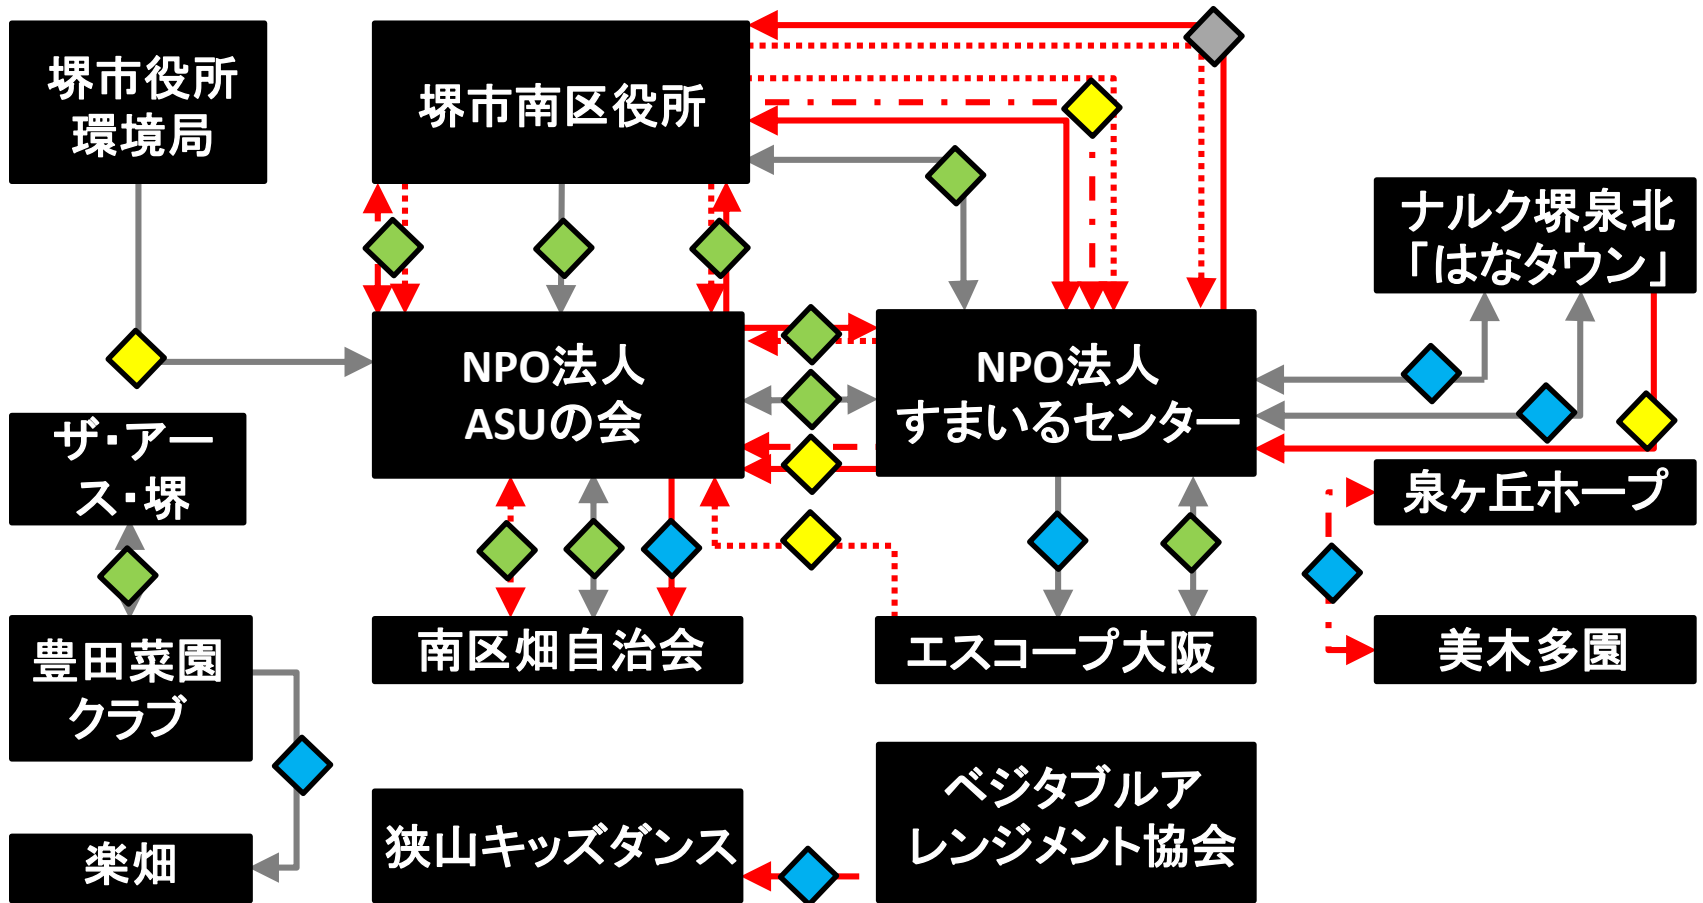 堺市役所
環境局
堺市南区役所
ナルク堺泉北
「はなタウン」
NPO法人
ASUの会
NPO法人
すまいるセンター
ザ・アー
ス・堺
泉ヶ丘ホープ
豊田菜園
クラブ
南区畑自治会
エスコープ大阪
美木多園
狭山キッズダンス
ベジタブルア
レンジメント協会
楽畑